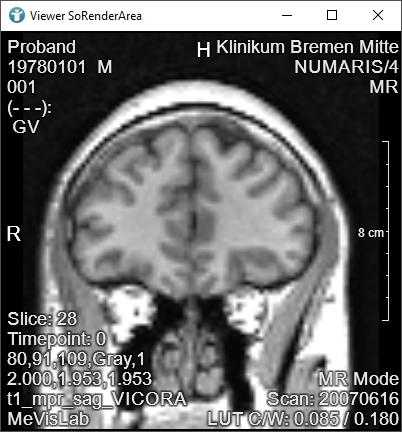 Viewer SoRenderArea
Proband
19780101 M
001
(- - -):
GV
H
Klinikum Bremen Mitte
NUMARIS/4
MR
R
8 cm
Slice: 28
Timepoint: 0
80,91,109,Gray,1
2.000,1.953,1.953
t1_mpr_sag_VICORA
MeVisLab
MR Mode
Scan: 20070616
LUT C/W: 0.085 / 0.180